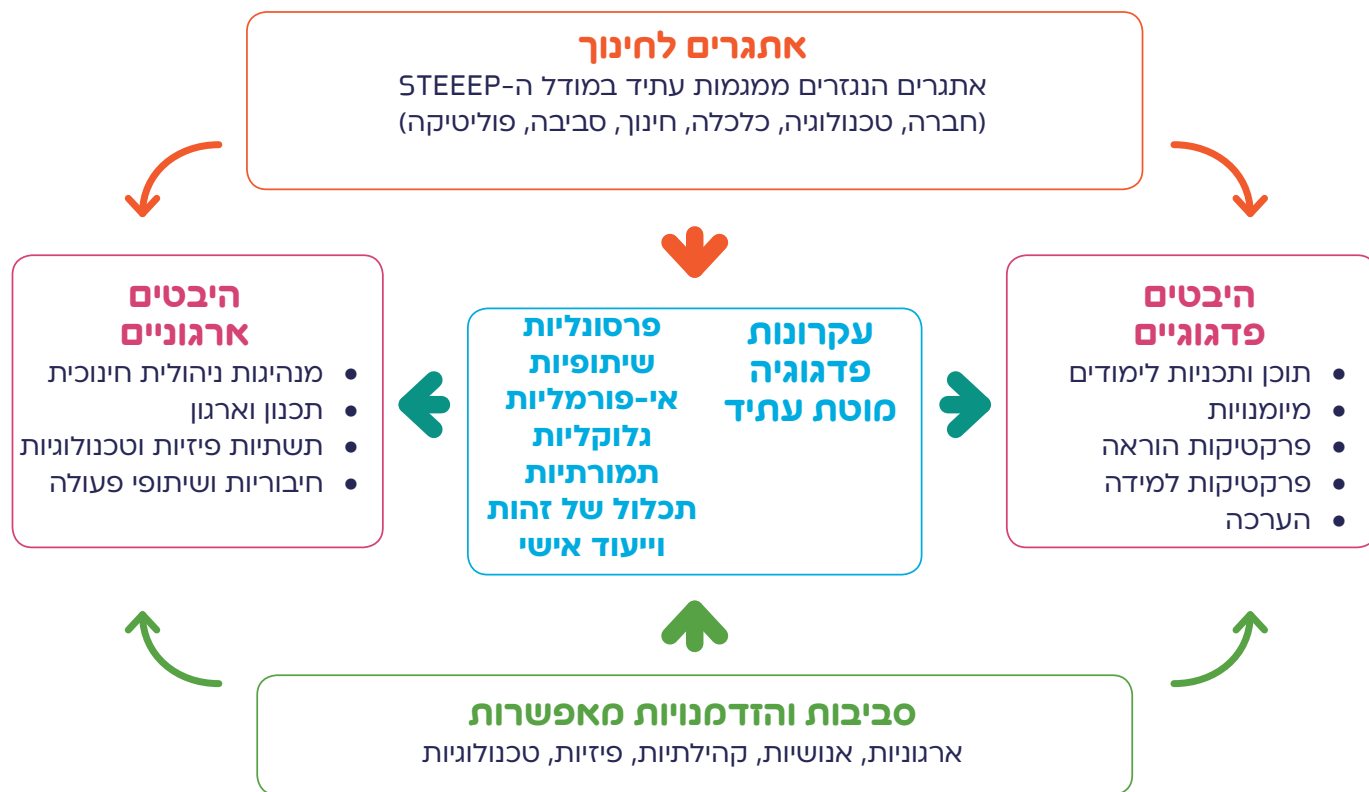 אתגרים לחינוך
אתגרים הנגזרים ממגמות עתיד במודל ה-STEEEP
(חברה, טכנולוגיה, כלכלה, חינוך, סביבה, פוליטיקה)
היבטים
פדגוגיים
• תוכן ותכניות לימודים
• מיומנויות
• פרקטיקות הוראה
• פרקטיקות למידה
• הערכה
עקרונות
פדגוגיה
מוטת עתיד
פרסונליות
שיתופיות
אי-פורמליות
גלוקליות
תמורתיות
תכלול של זהות
וייעוד אישי
היבטים
ארגוניים
• מנהיגות ניהולית חינוכית
• תכנון וארגון
• תשתיות פיזיות וטכנולוגיות
• חיבוריות ושיתופי פעולה
סביבות והזדמנויות מאפשרות
ארגוניות, אנושיות, קהילתיות, פיזיות, טכנולוגיות